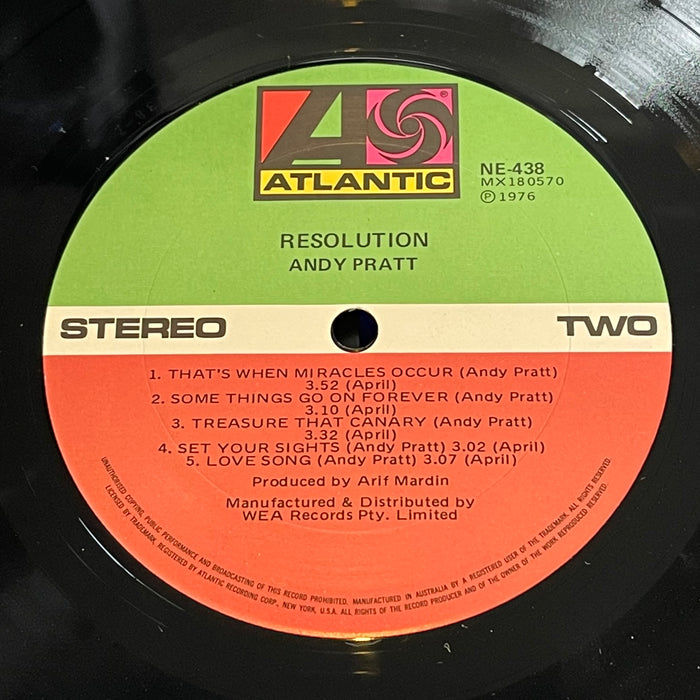 ATLANTIC
®
NE-438
MX180570
℗ 1976
RESOLUTION
ANDY PRATT
STEREO
TWO
1. THAT'S WHEN MIRACLES OCCUR (Andy Pratt)
3.52 (April)
2. SOME THINGS GO ON FOREVER (Andy Pratt)
3.10 (April)
3. TREASURE THAT CANARY (Andy Pratt)
3.32 (April)
4. SET YOUR SIGHTS (Andy Pratt) 3.02 (April)
5. LOVE SONG (Andy Pratt) 3.07 (April)
Produced by Arif Mardin
Manufactured & Distributed by
WEA Records Pty. Limited
UNAUTHORISED COPYING, PUBLIC PERFORMANCE AND BROADCASTING OF THIS RECORD PROHIBITED. MANUFACTURED IN AUSTRALIA BY A REGISTERED USER OF THE TRADEMARK. ALL RIGHTS RESERVED.
LICENSED BY TRADEMARK, REGISTERED BY ATLANTIC RECORDING CORP., NEW YORK, U.S.A. ALL RIGHTS OF THE RECORD PRODUCER AND OF THE OWNER OF THE WORK REPRODUCED RESERVED.